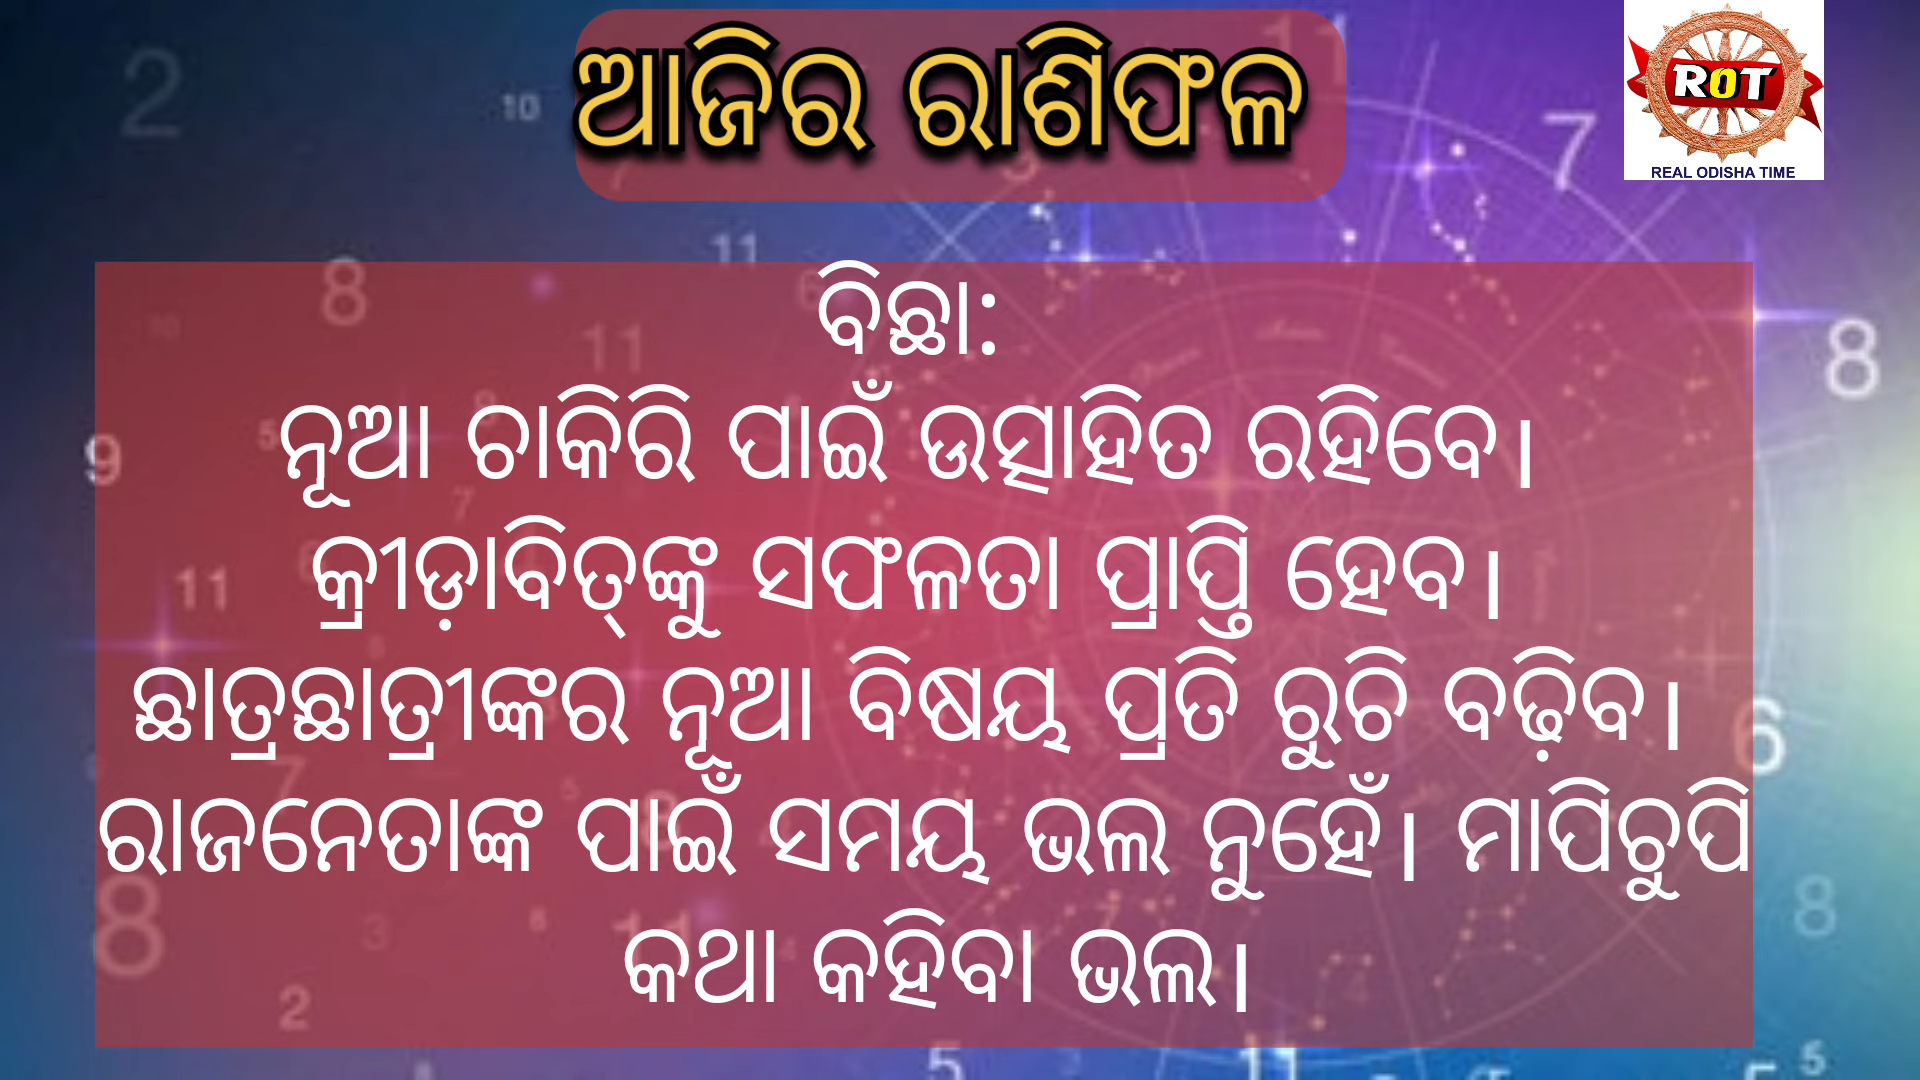 ଆଜିର ରାଶିଫଳ
ROT
REAL ODISHA TIME
ବିଛା:
ନୂଆ ଚାକିରି ପାଇଁ ଉତ୍ସାହିତ ରହିବେ।
କ୍ରୀଡ଼ାବିତ୍‌ଙ୍କୁ ସଫଳତା ପ୍ରାପ୍ତି ହେବ।
ଛାତ୍ରଛାତ୍ରୀଙ୍କର ନୂଆ ବିଷୟ ପ୍ରତି ରୁଚି ବଢ଼ିବ।
ରାଜନେତାଙ୍କ ପାଇଁ ସମୟ ଭଲ ନୁହେଁ। ମାପିଚୁପି
କଥା କହିବା ଭଲ।